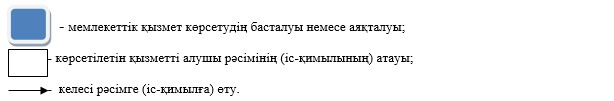 - мемлекеттік қызмет көрсетудің басталуы немесе аяқталуы;
- көрсетілетін қызметті алушы рәсімінің (іс-қимылының) атауы;
- келесі рәсімге (іс-қимылға) өту.